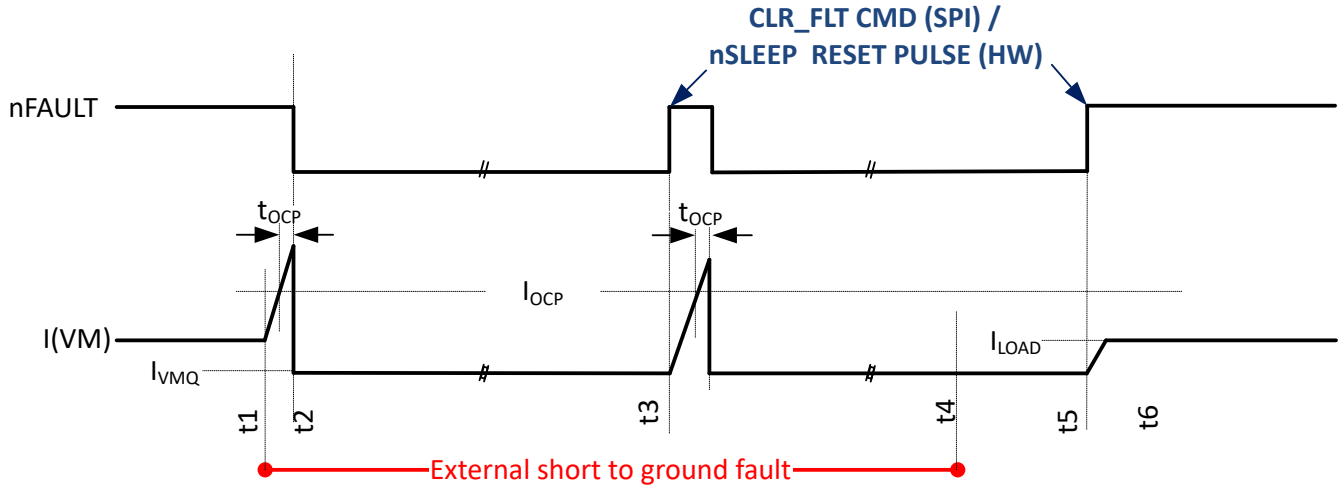 CLR_FLT CMD (SPI) /
nSLEEP RESET PULSE (HW)
nFAULT
tOCP
tOCP
IOCP
I(VM)
ILOAD
IVMQ
t1
t2
t3
t4
t5
t6
External short to ground fault